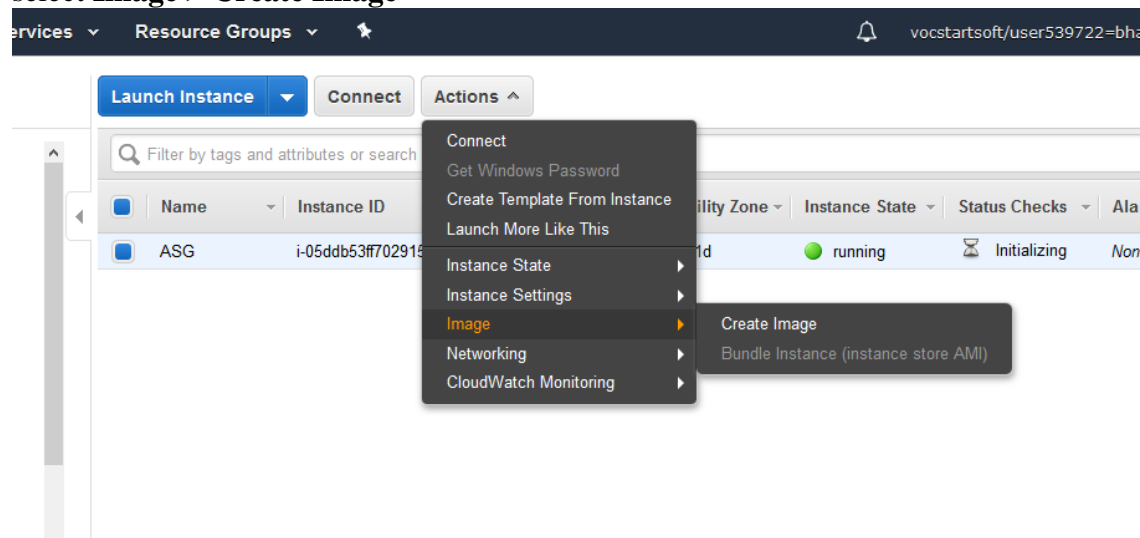 ervices Resource Groups vocstartsoft/user539722=bha
Launch Instance Connect Actions
Filter by tags and attributes or search
Connect
Get Windows Password
Create Template From Instance
Launch More Like This
Instance State
Instance Settings
Image
Networking
CloudWatch Monitoring
Create Image
Bundle Instance (instance store AMI)
Name Instance ID ility Zone Instance State Status Checks Ala
ASG i-05ddb53ff702915 1d running Initializing Non